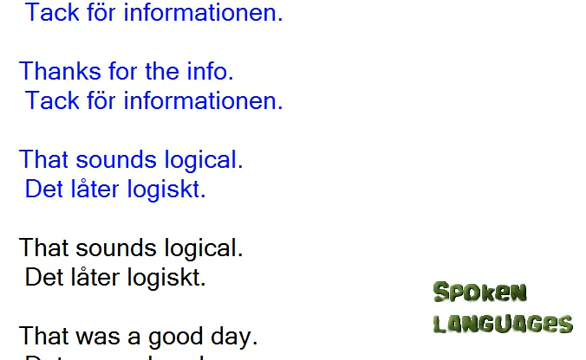 Tack för informationen.
Thanks for the info.
Tack för informationen.
That sounds logical.
Det låter logiskt.
That sounds logical.
Det låter logiskt.
That was a good day.
SPOKEN
LANGUAGES